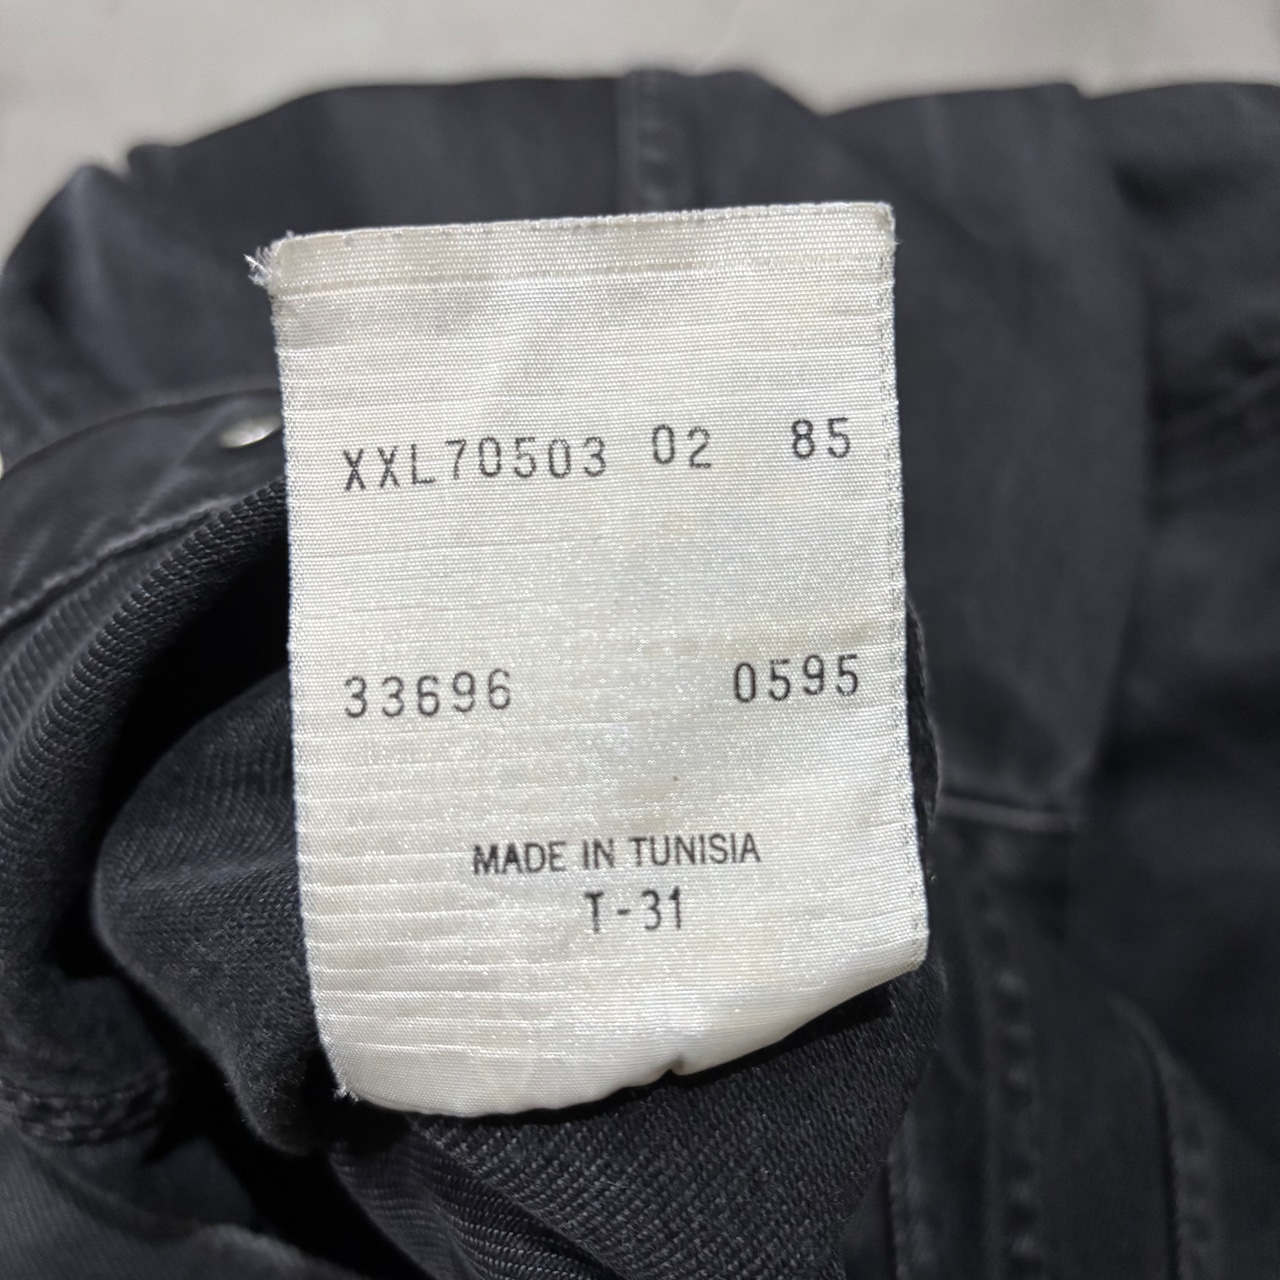 XXL70503 02 85
33696 0595
MADE IN TUNISIA
T-31